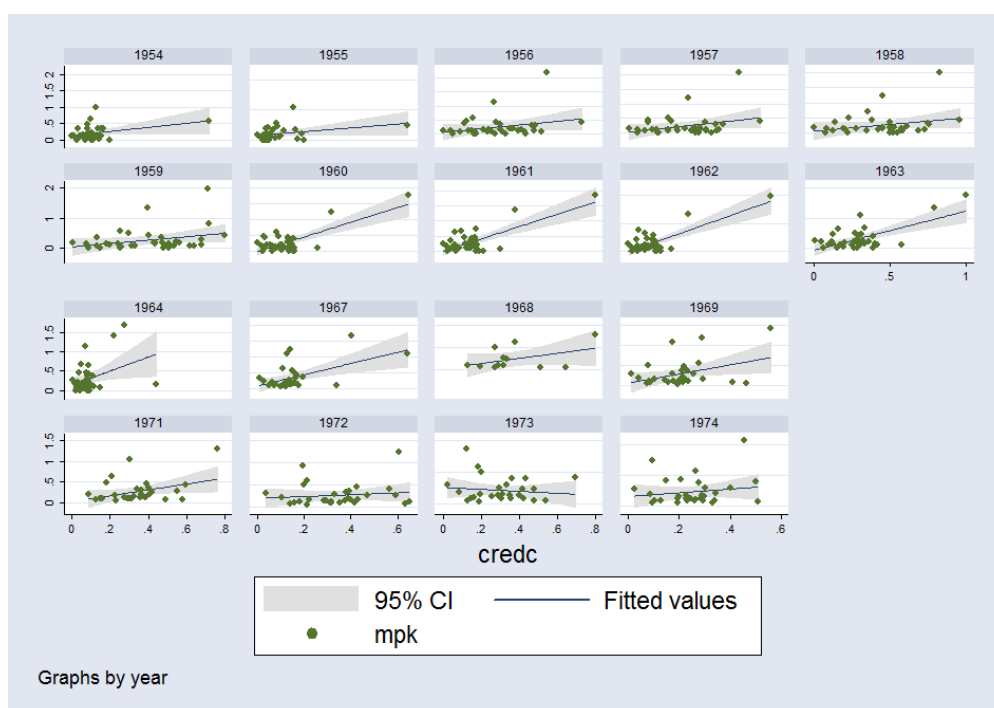 1954 1955 1956 1957 1958
0 .5 1 1.5 2
1959 1960 1961 1962 1963
0 1 2
0 .5 1
1964 1967 1968 1969
0 .5 1 1.5
1971 1972 1973 1974
0 .5 1 1.5
0 .2 .4 .6 .8 0 .2 .4 .6 0 .2 .4 .6 .8 0 .2 .4 .6
credc
95% CI Fitted values
mpk
Graphs by year